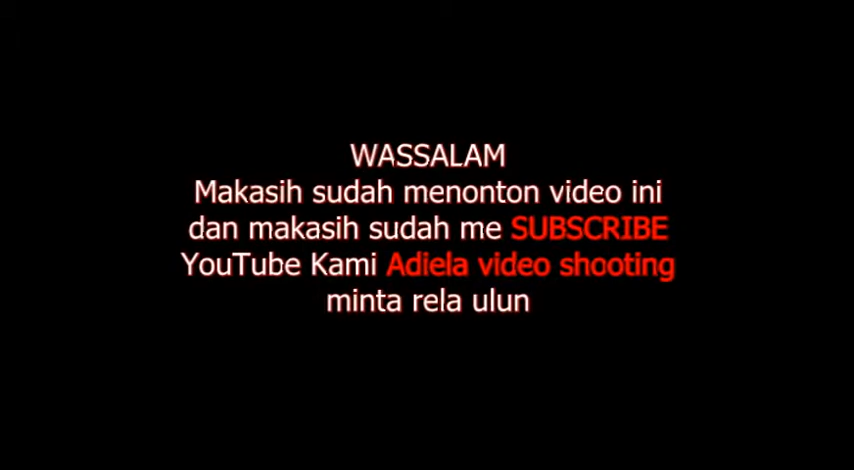 WASSALAM
Makasih sudah menonton video ini
dan makasih sudah me SUBSCRIBE
YouTube Kami Adiela video shooting
minta rela ulun